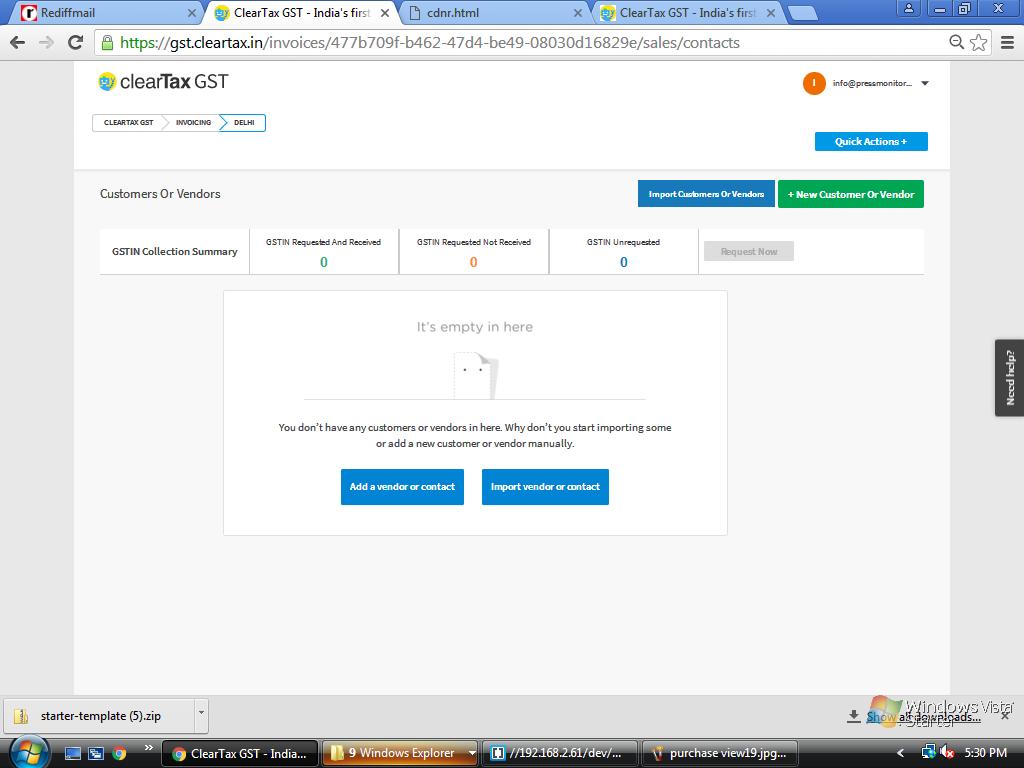 Rediffmail
ClearTax GST - India's first
cdnr.html
ClearTax GST - India's first
https://gst.cleartax.in/invoices/477b709f-b462-47d4-be49-08030d16829e/sales/contacts
clearTax GST
I
info@pressmonitor...
CLEARTAX GST
INVOICING
DELHI
Quick Actions +
Customers Or Vendors
Import Customers Or Vendors
+ New Customer Or Vendor
GSTIN Collection Summary
GSTIN Requested And Received
0
GSTIN Requested Not Received
0
GSTIN Unrequested
0
Request Now
It's empty in here
You don't have any customers or vendors in here. Why don't you start importing some
or add a new customer or vendor manually.
Add a vendor or contact
Import vendor or contact
Need help?
starter-template (5).zip
Show all downloads...
Windows Vista
Starter
ClearTax GST - India...
9 Windows Explorer
//192.168.2.61/dev/...
purchase view19.jpg...
5:30 PM